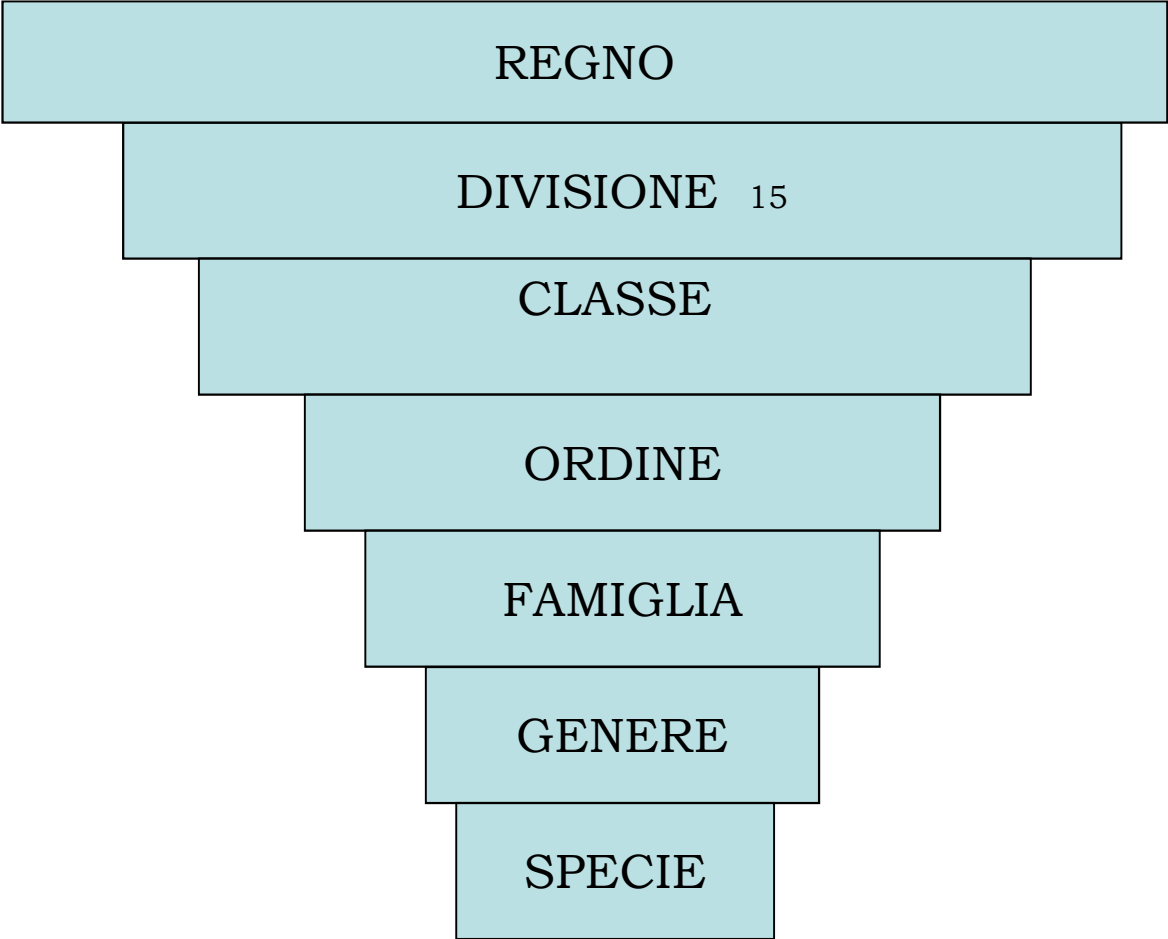 REGNO
DIVISIONE 15
CLASSE
ORDINE
FAMIGLIA
GENERE
SPECIE